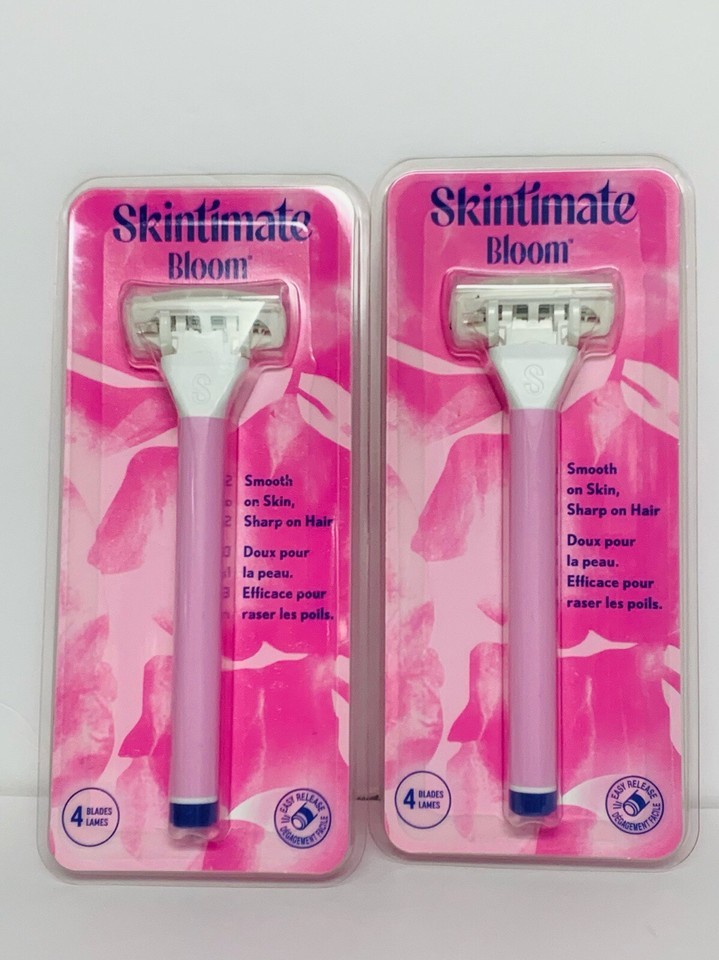 Skintimate
Bloom
Smooth
on Skin,
Sharp on Hair
Doux pour
la peau.
Efficace pour
raser les poils.
4 BLADES
LAMES
EASY RELEASE
DÉGAGEMENT FACILE
Skintimate
Bloom
Smooth
on Skin,
Sharp on Hair
Doux pour
la peau.
Efficace pour
raser les poils.
4 BLADES
LAMES
EASY RELEASE
DÉGAGEMENT FACILE